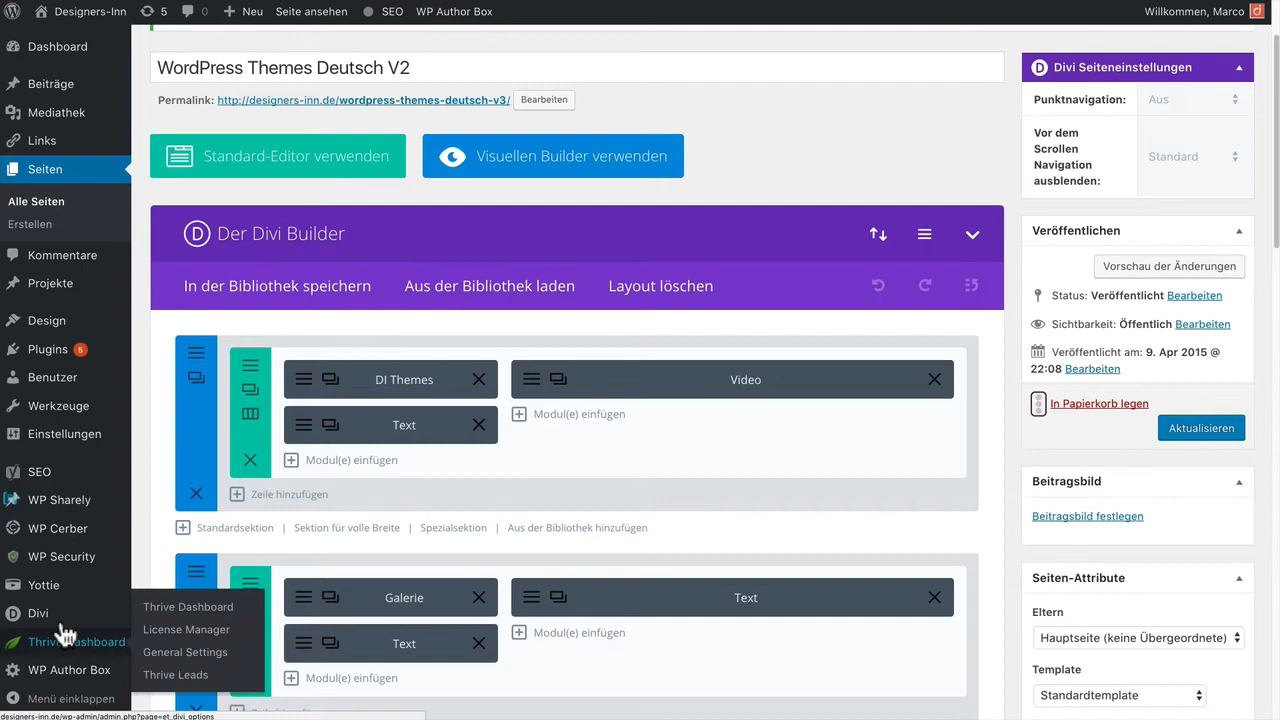 Designers-Inn 5 0 Neu Seite ansehen SEO WP Author Box Willkommen, Marco
Dashboard
Beiträge
Mediathek
Links
Seiten
Alle Seiten
Erstellen
Kommentare
Projekte
Design
Plugins 5
Benutzer
Werkzeuge
Einstellungen
SEO
WP Sharely
WP Cerber
WP Security
Yottie
Divi
Thrive Dashboard
WP Author Box
Menü einklappen
Thrive Dashboard
License Manager
General Settings
Thrive Leads
designers-inn.de/wp-admin/admin.php?page=et_divi_options
WordPress Themes Deutsch V2
Permalink: http://designers-inn.de/wordpress-themes-deutsch-v3/ Bearbeiten
Standard-Editor verwenden Visuellen Builder verwenden
D Der Divi Builder
In der Bibliothek speichern Aus der Bibliothek laden Layout löschen
DI Themes Video
Modul(e) einfügen
Text
Modul(e) einfügen
Zeile hinzufügen
Standardsektion | Sektion für volle Breite | Spezialsektion | Aus der Bibliothek hinzufügen
Galerie Text
Modul(e) einfügen
Text
Modul(e) einfügen
D Divi Seiteneinstellungen
Punktnavigation: Aus
Vor dem
Scrollen
Navigation
ausblenden:
Standard
Veröffentlichen
Vorschau der Änderungen
Status: Veröffentlicht Bearbeiten
Sichtbarkeit: Öffentlich Bearbeiten
Veröffentlicht am: 9. Apr 2015 @
22:08 Bearbeiten
In Papierkorb legen
Aktualisieren
Beitragsbild
Beitragsbild festlegen
Seiten-Attribute
Eltern
Hauptseite (keine Übergeordnete)
Template
Standardtemplate